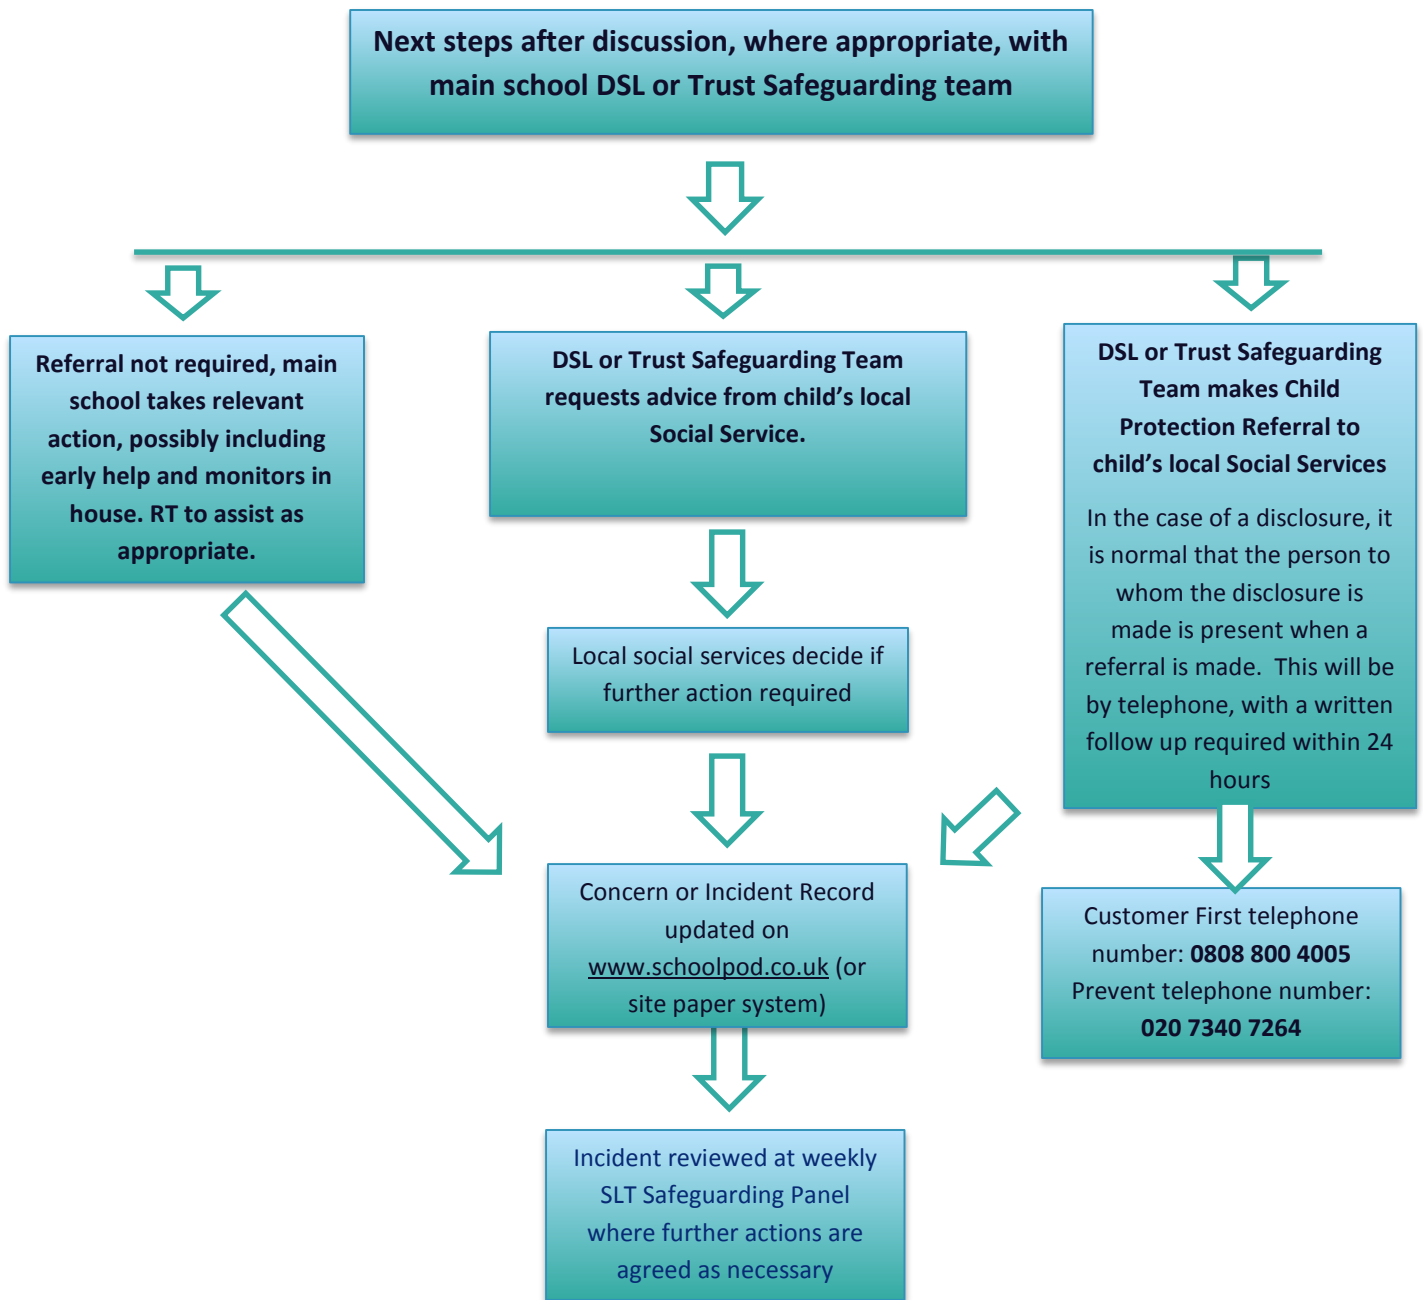 Next steps after discussion, where appropriate, with
main school DSL or Trust Safeguarding team
Referral not required, main
school takes relevant
action, possibly including
early help and monitors in
house. RT to assist as
appropriate.
DSL or Trust Safeguarding Team
requests advice from child’s local
Social Service.
DSL or Trust Safeguarding
Team makes Child
Protection Referral to
child’s local Social Services
In the case of a disclosure, it
is normal that the person to
whom the disclosure is
made is present when a
referral is made.  This will be
by telephone, with a written
follow up required within 24
hours
Local social services decide if
further action required
Concern or Incident Record
updated on
www.schoolpod.co.uk (or
site paper system)
Customer First telephone
number: 0808 800 4005
Prevent telephone number:
020 7340 7264
Incident reviewed at weekly
SLT Safeguarding Panel
where further actions are
agreed as necessary